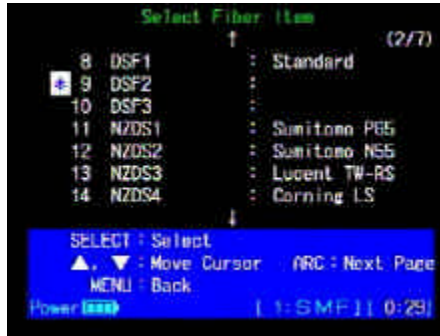 Select Fiber Item
↑ (2/7)
8 DSF1 : Standard
* 9 DSF2 :
10 DSF3 :
11 NZDS1 : Sumitomo P65
12 NZDS2 : Sumitomo N55
13 NZDS3 : Lucent TW-RS
14 NZDS4 : Corning LS
↓
SELECT : Select
▲, ▼ : Move Cursor ARC : Next Page
MENU : Back
Power [ 1:SMF][ 0:29]